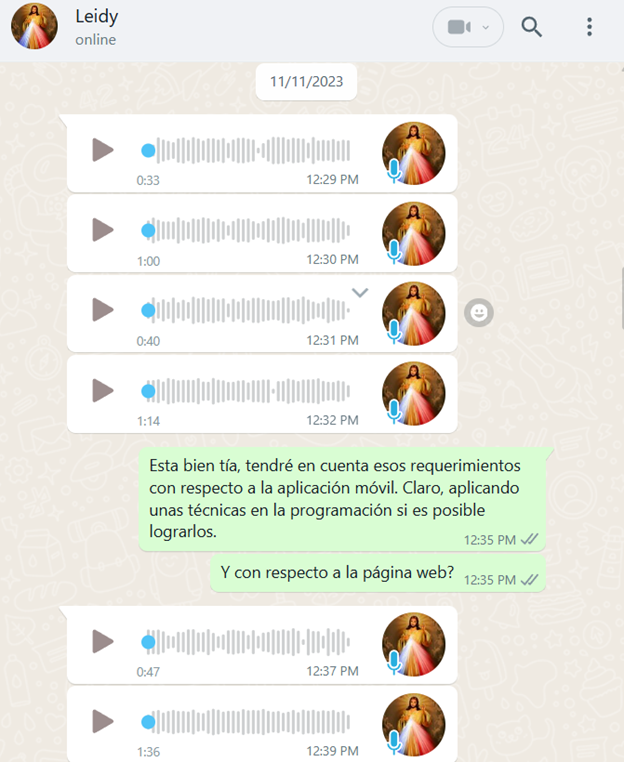 Leidy
online
11/11/2023
0:33 12:29 PM
1:00 12:30 PM
0:40 12:31 PM
1:14 12:32 PM
Esta bien tía, tendré en cuenta esos requerimientos
con respecto a la aplicación móvil. Claro, aplicando
unas técnicas en la programación si es posible
lograrlos.
12:35 PM
Y con respecto a la página web? 12:35 PM
0:47 12:37 PM
1:36 12:39 PM